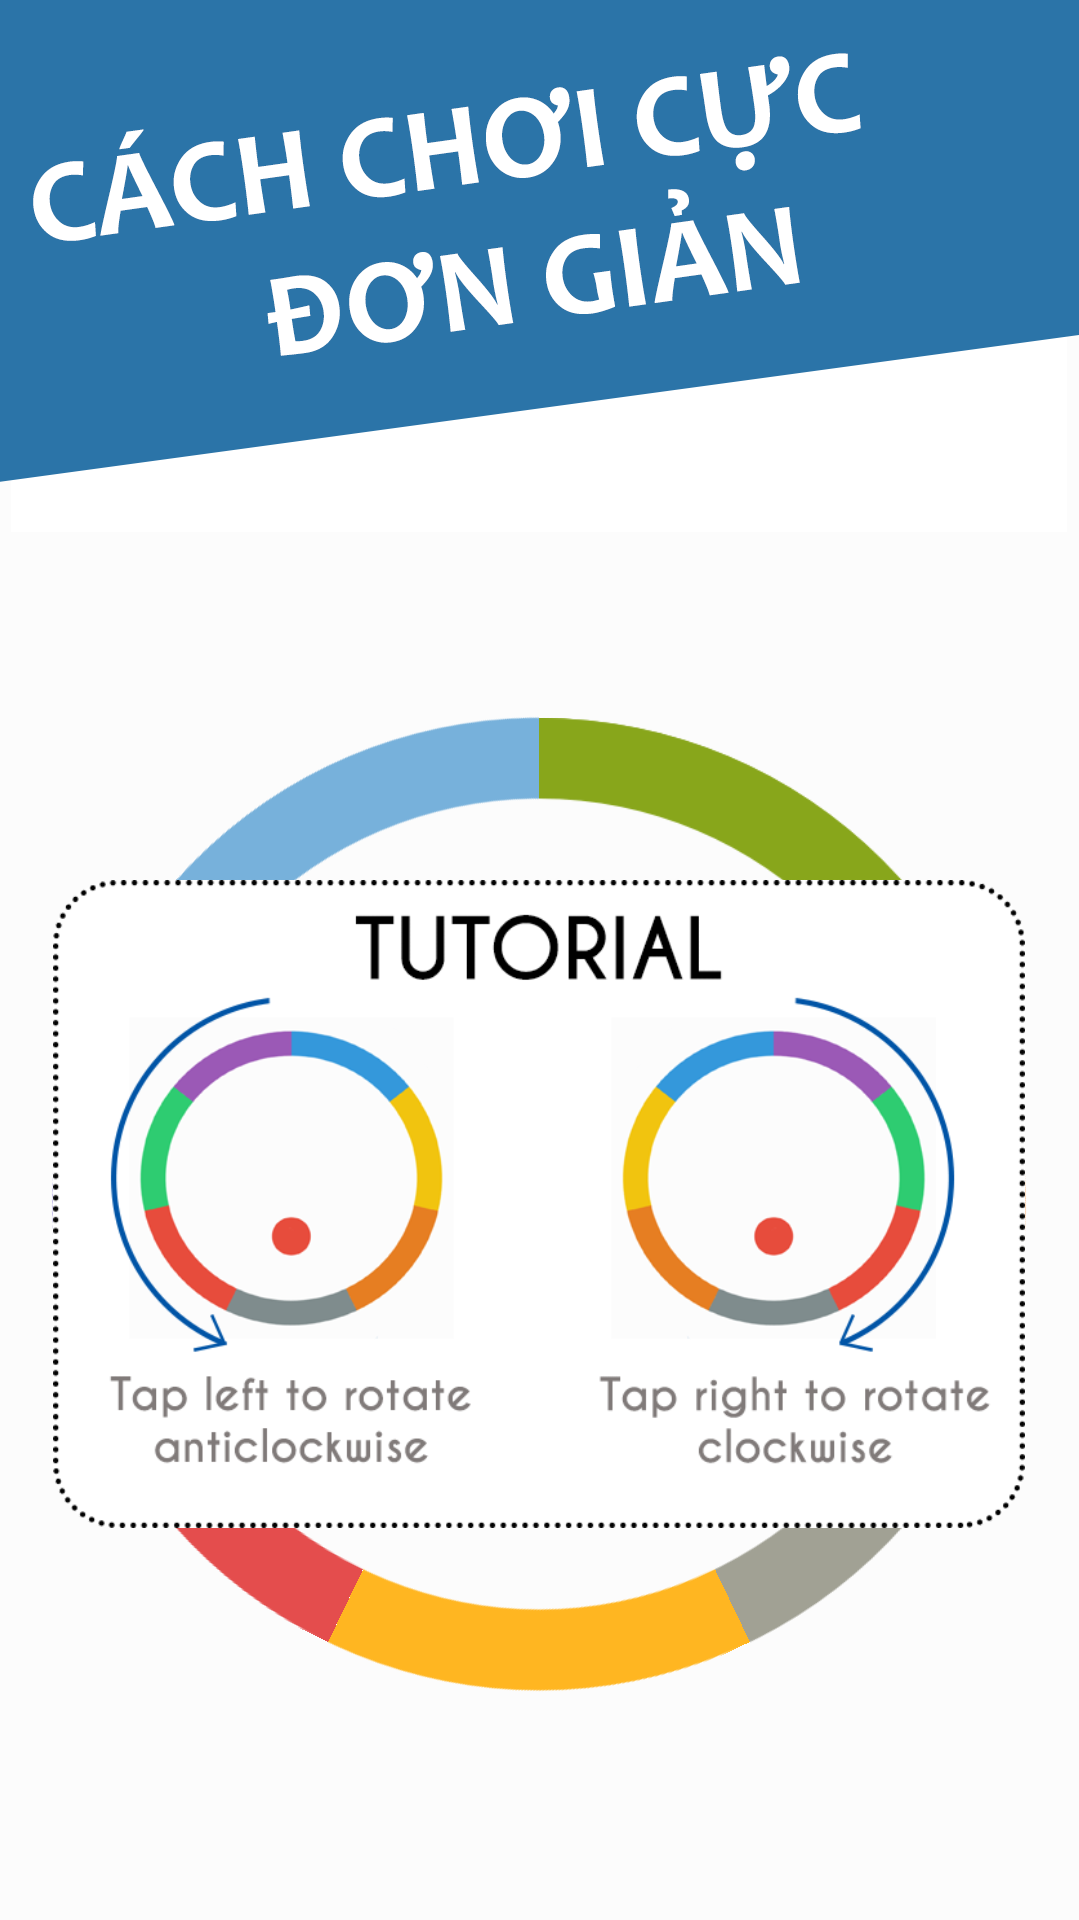 CÁCH CHƠI CỰC
ĐƠN GIẢN
TUTORIAL
Tap left to rotate
anticlockwise
Tap right to rotate
clockwise